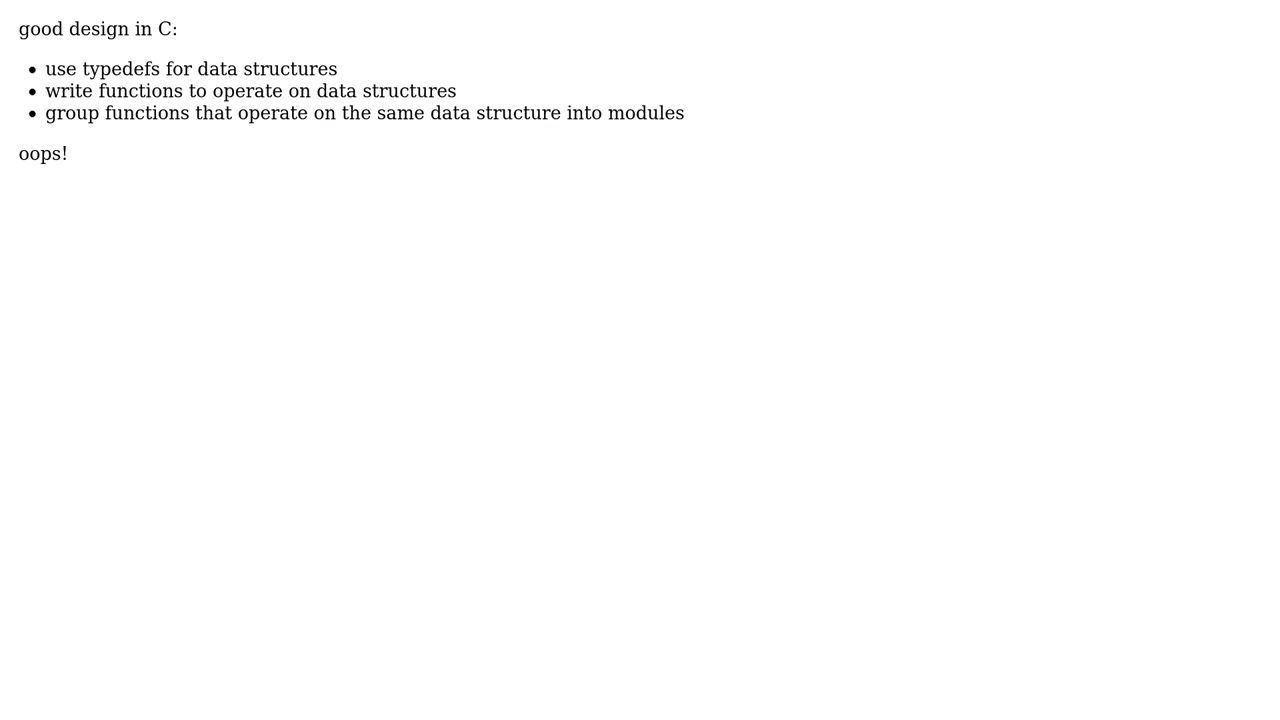 good design in C:
• use typedefs for data structures
• write functions to operate on data structures
• group functions that operate on the same data structure into modules
oops!